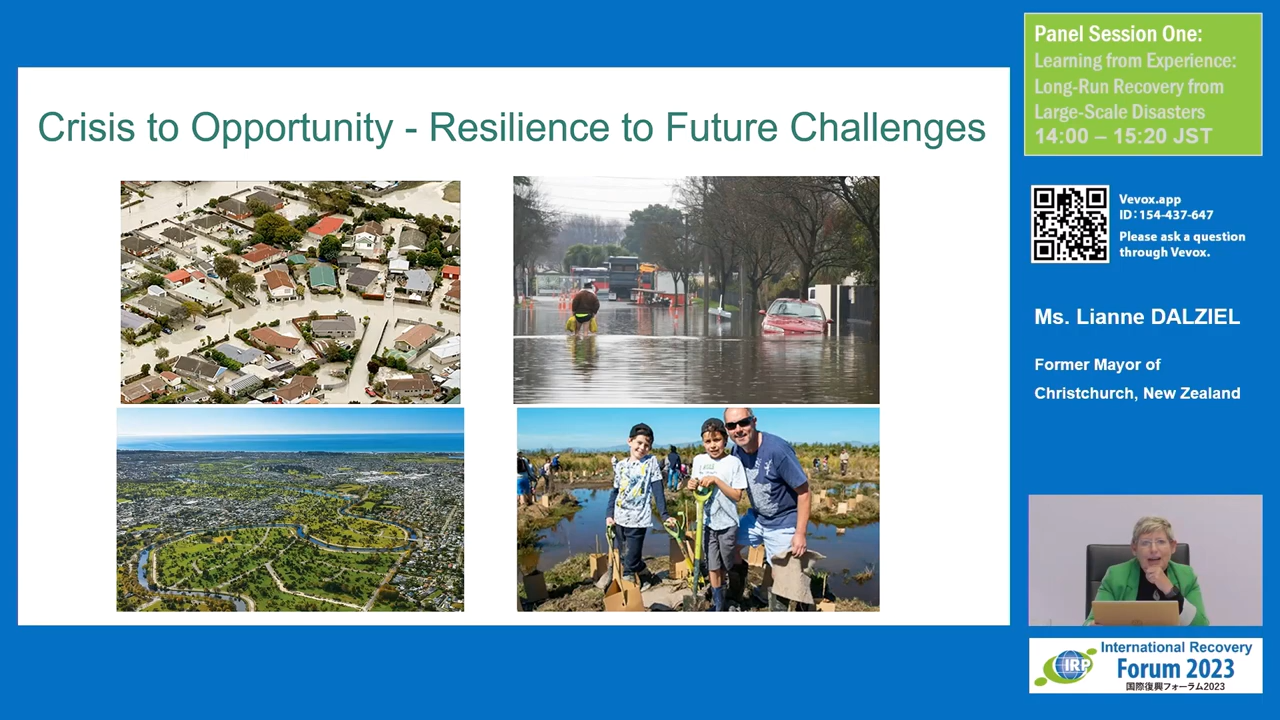 Crisis to Opportunity - Resilience to Future Challenges
Panel Session One:
Learning from Experience:
Long-Run Recovery from
Large-Scale Disasters
14:00 – 15:20 JST
Vevox.app
ID:154-437-647
Please ask a question
through Vevox.
Ms. Lianne DALZIEL
Former Mayor of
Christchurch, New Zealand
IRP
International Recovery
Forum 2023
国際復興フォーラム2023